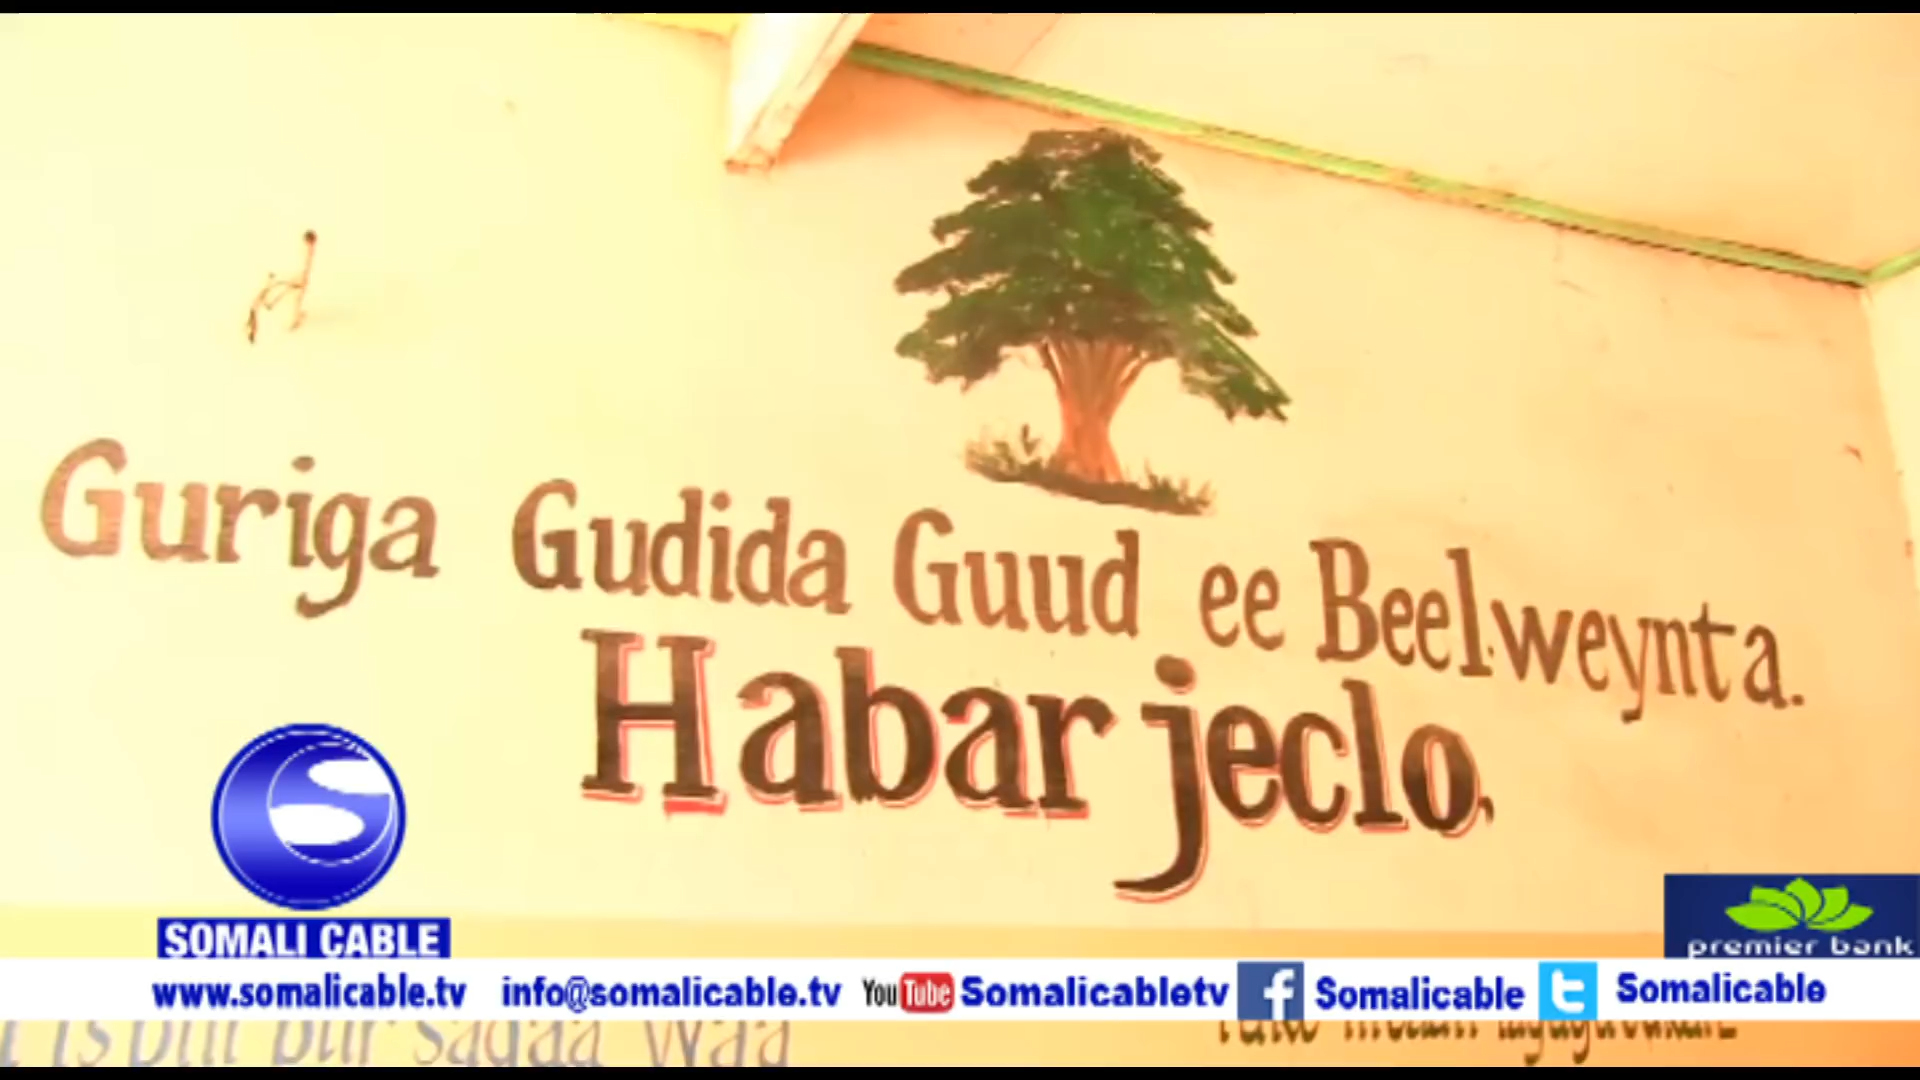 Guriga Gudida Guud ee Beelweynta.
Habarjeclo,
SOMALI CABLE
premier bank
www.somalicable.tv info@somalicable.tv YouTube Somalicabletv f Somalicable t Somalicable